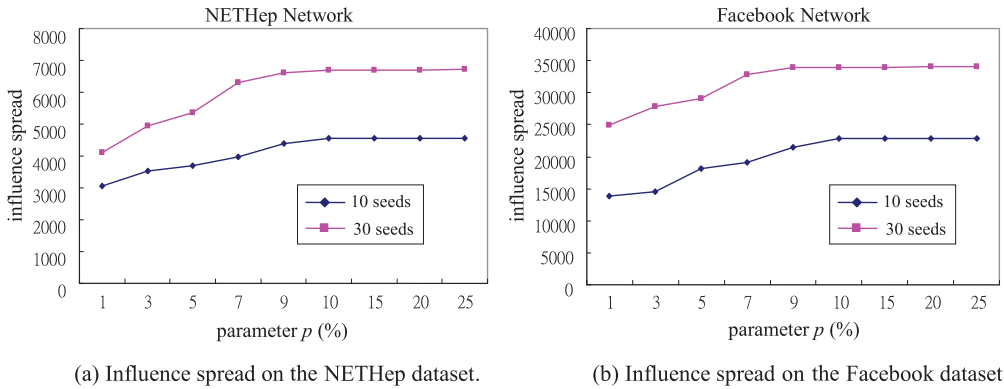 NETHep Network
8000
7000
6000
5000
4000
3000
2000
1000
0
influence spread
10 seeds
30 seeds
1 3 5 7 9 10 15 20 25
parameter p (%)
(a) Influence spread on the NETHep dataset.
Facebook Network
40000
35000
30000
25000
20000
15000
10000
5000
0
influence spread
10 seeds
30 seeds
1 3 5 7 9 10 15 20 25
parameter p (%)
(b) Influence spread on the Facebook dataset